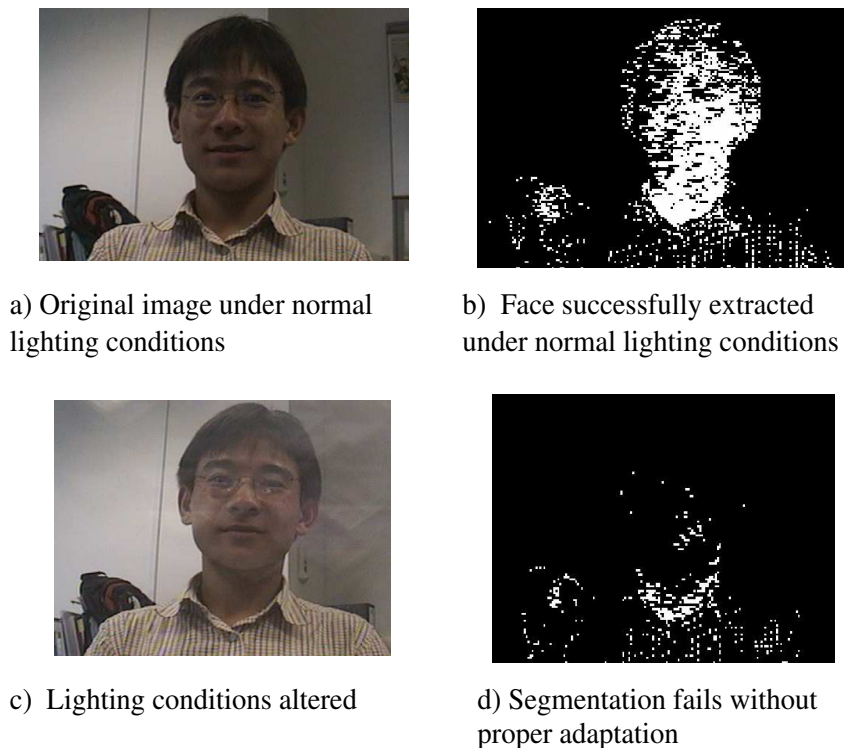 a) Original image under normal
lighting conditions
b) Face successfully extracted
under normal lighting conditions
c) Lighting conditions altered
d) Segmentation fails without
proper adaptation